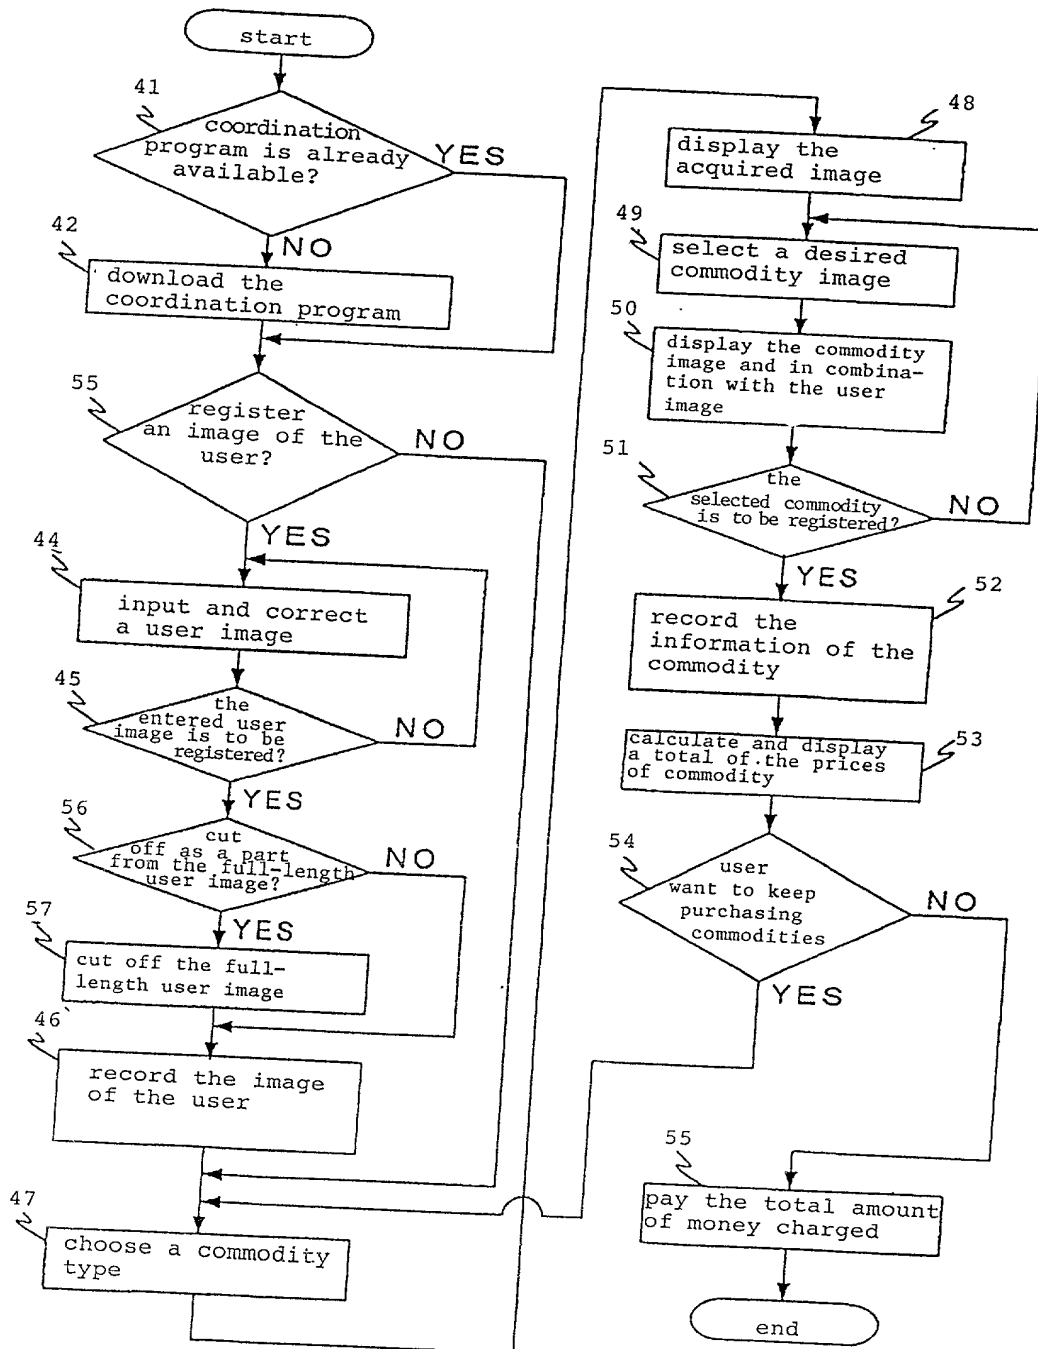 start
41
coordination
program is already
available?
YES
NO
42
download the
coordination program
55
register
an image of the
user?
NO
YES
44
input and correct
a user image
45
the
entered user
image is to be
registered?
NO
YES
56
cut
off as a part
from the full-length
user image?
NO
YES
57
cut off the full-
length user image
46'
record the image
of the user
47
choose a commodity
type
48
display the
acquired image
49
select a desired
commodity image
50
display the commodity
image and in combina-
tion with the user
image
51
the
selected commodity
is to be registered?
NO
YES
52
record the
information of the
commodity
53
calculate and display
a total of the prices
of commodity
54
user
want to keep
purchasing
commodities
NO
YES
55
pay the total amount
of money charged
end